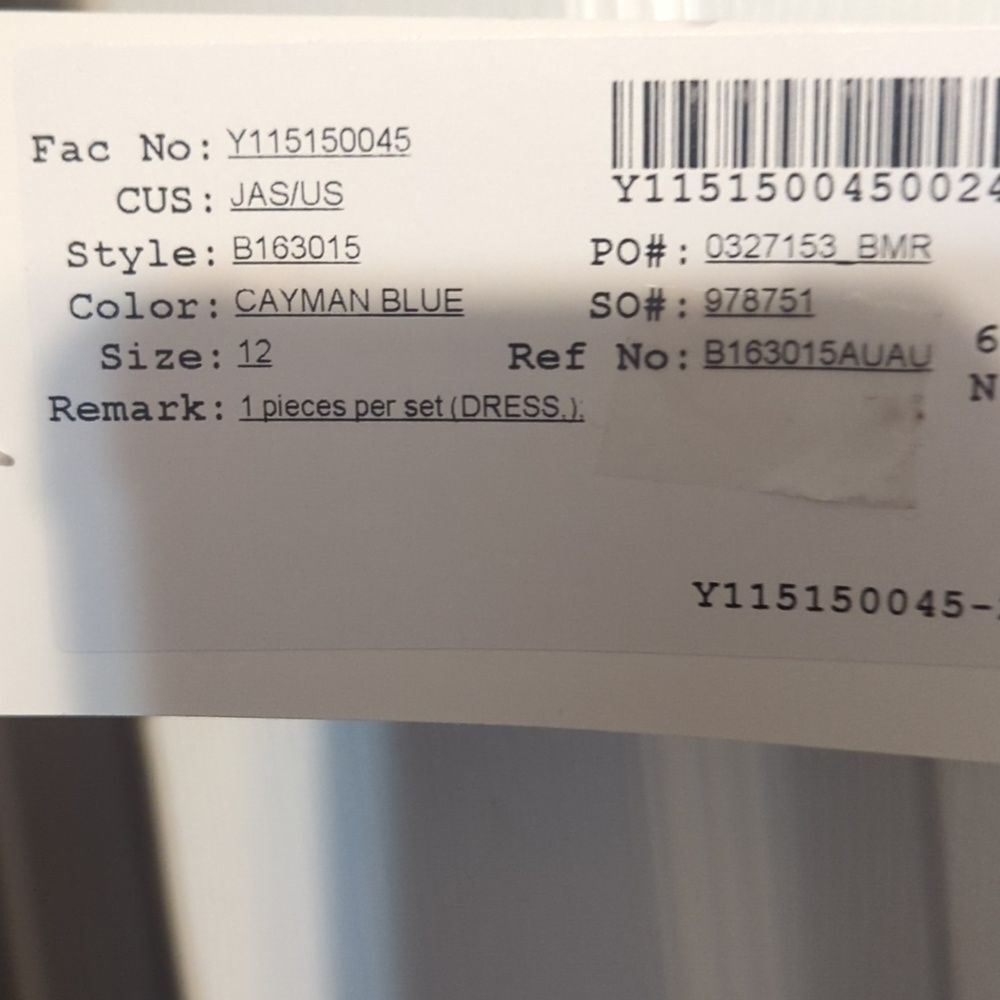 Fac No: Y115150045
CUS: JAS/US
Style: B163015
Color: CAYMAN BLUE
Size: 12
Remark: 1 pieces per set (DRESS,);
Y1151500450024
PO#: 0327153_BMR
SO#: 978751
Ref No: B163015AUAU
6
N
Y115150045-